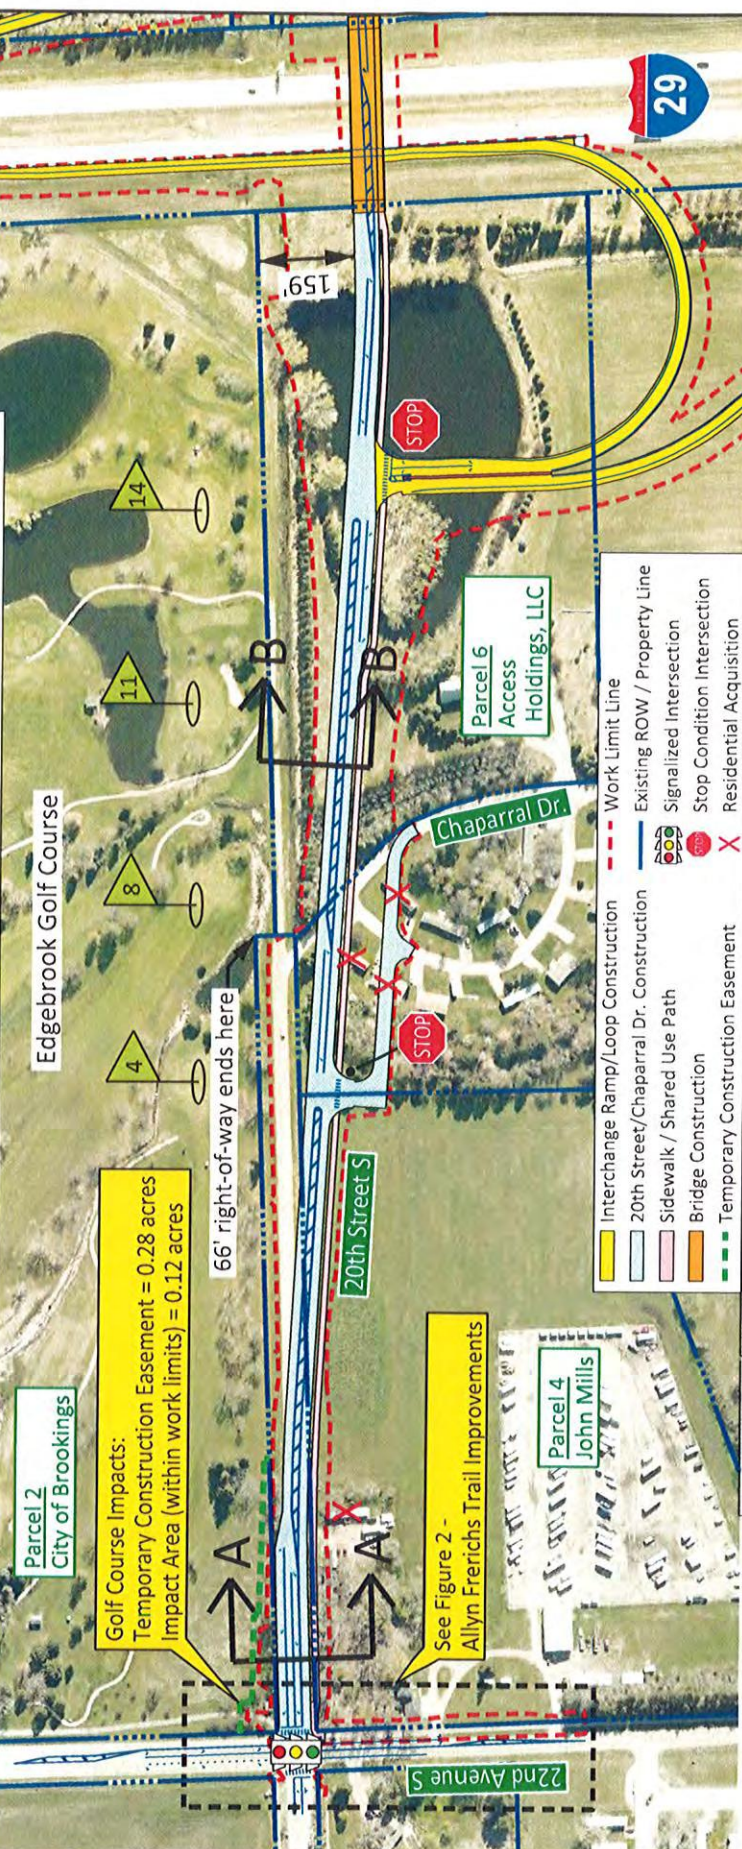 Parcel 2
City of Brookings
Golf Course Impacts:
Temporary Construction Easement = 0.28 acres
Impact Area (within work limits) = 0.12 acres
Edgebrook Golf Course
4
8
11
14
66' right-of-way ends here
159'
INTERSTATE
29
A
A
B
B
20th Street S
22nd Avenue S
Chaparral Dr.
STOP
STOP
See Figure 2 -
Allyn Frerichs Trail Improvements
Parcel 4
John Mills
Parcel 6
Access
Holdings, LLC
Interchange Ramp/Loop Construction
20th Street/Chaparral Dr. Construction
Sidewalk / Shared Use Path
Bridge Construction
Temporary Construction Easement
Work Limit Line
Existing ROW / Property Line
Signalized Intersection
STOP
Stop Condition Intersection
Residential Acquisition